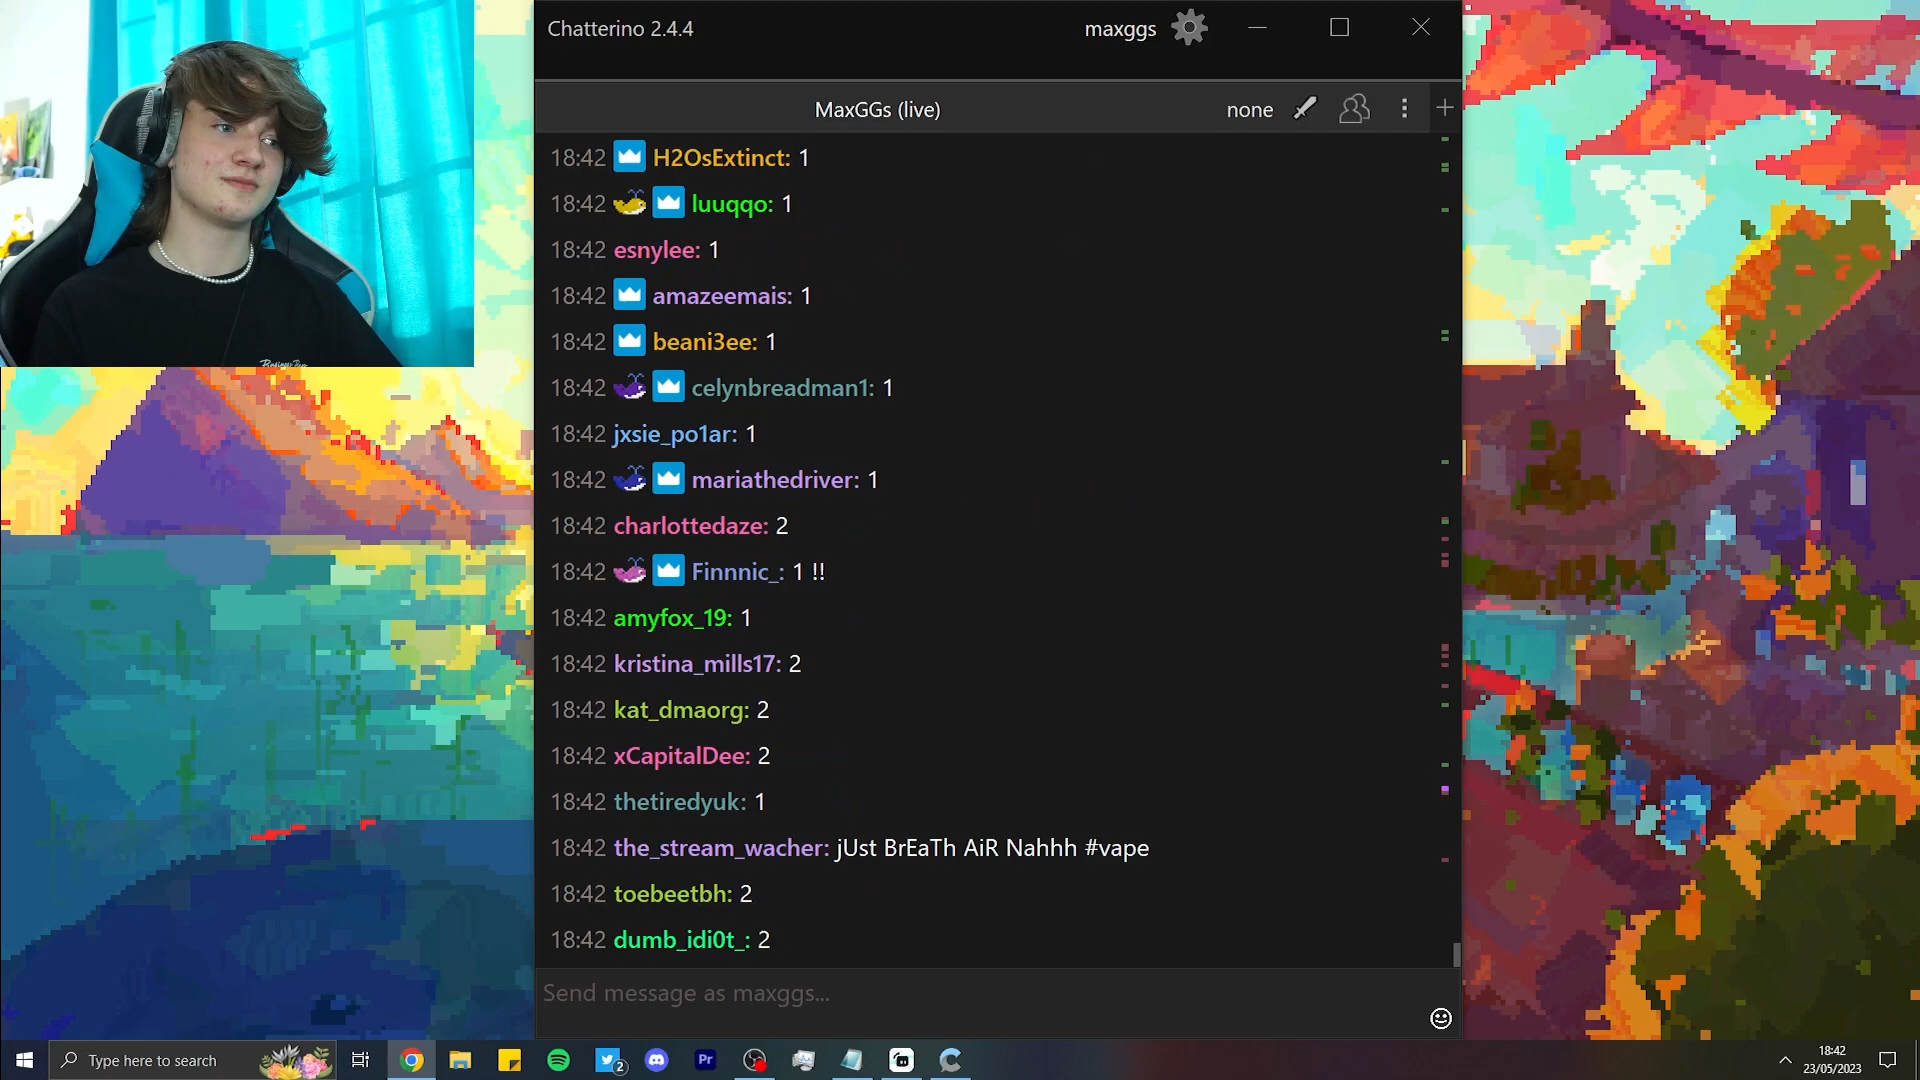 Chatterino 2.4.4
maxggs
MaxGGs (live)
none
18:42 H2OsExtinct: 1
18:42 luuqqo: 1
18:42 esnylee: 1
18:42 amazeemais: 1
18:42 beani3ee: 1
18:42 celynbreadman1: 1
18:42 jxsie_po1ar: 1
18:42 mariathedriver: 1
18:42 charlottedaze: 2
18:42 Finnnic_: 1 !!
18:42 amyfox_19: 1
18:42 kristina_mills17: 2
18:42 kat_dmaorg: 2
18:42 xCapitalDee: 2
18:42 thetiredyuk: 1
18:42 the_stream_wacher: jUst BrEaTh AiR Nahhh #vape
18:42 toebeetbh: 2
18:42 dumb_idi0t_: 2
Send message as maxggs...
Type here to search
2
Pr
18:42
23/05/2023